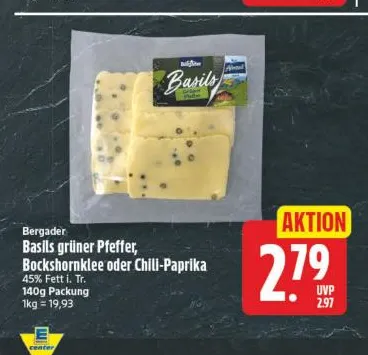 Basils
AKTION
Bergader
Basils grüner Pfeffer,
Bockshornklee oder Chili-Paprika
45% Fett i. Tr.
140g Packung
1kg = 19,93
2.79
UVP
2.97
E
center